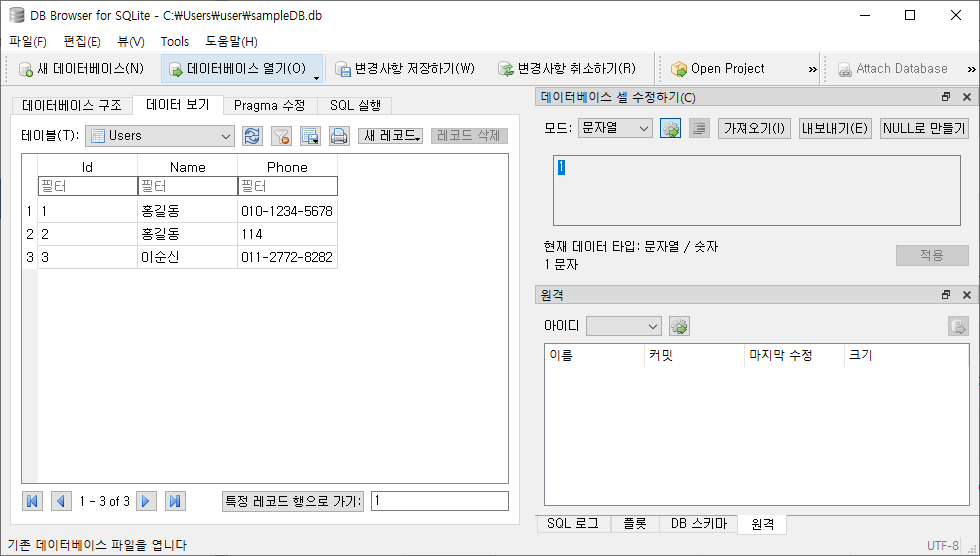 DB Browser for SQLite - C:₩Users₩user₩sampleDB.db
파일(F) 편집(E) 뷰(V) Tools 도움말(H)
새 데이터베이스(N) 데이터베이스 열기(O) 변경사항 저장하기(W) 변경사항 취소하기(R) Open Project » Attach Database »
데이터베이스 구조 데이터 보기 Pragma 수정 SQL 실행
테이블(T): Users 새 레코드 레코드 삭제
Id Name Phone
필터 필터 필터
1 1 홍길동 010-1234-5678
2 2 홍길동 114
3 3 이순신 011-2772-8282
1 - 3 of 3 특정 레코드 행으로 가기: 1
데이터베이스 셀 수정하기(C)
모드: 문자열 가져오기(I) 내보내기(E) NULL로 만들기
1
현재 데이터 타입: 문자열 / 숫자
1 문자
적용
원격
아이디
이름 커밋 마지막 수정 크기
SQL 로그 플롯 DB 스키마 원격
기존 데이터베이스 파일을 엽니다
UTF-8